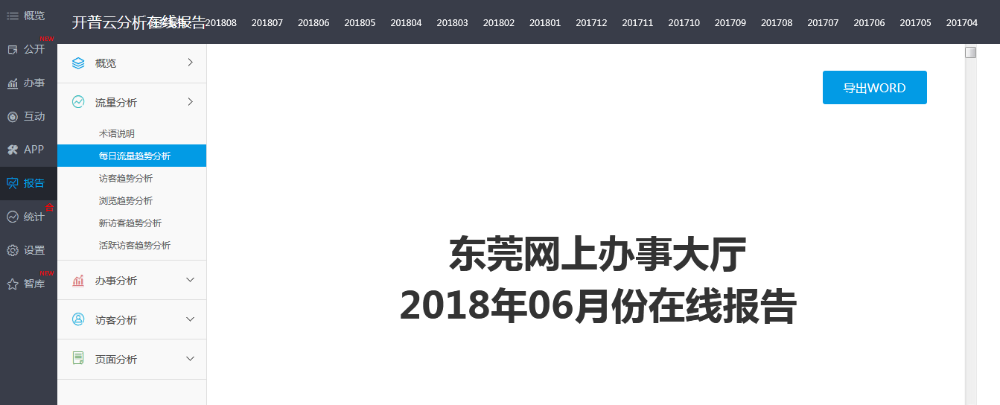 概览
NEW
公开
办事
互动
APP
报告
统计
设置
NEW
智库
开普云分析在线报告
201808 201807 201806 201805 201804 201803 201802 201801 201712 201711 201710 201709 201708 201707 201706 201705 201704
概览
流量分析
术语说明
每日流量趋势分析
访客趋势分析
浏览趋势分析
新访客趋势分析
活跃访客趋势分析
办事分析
访客分析
页面分析
导出WORD
东莞网上办事大厅
2018年06月份在线报告